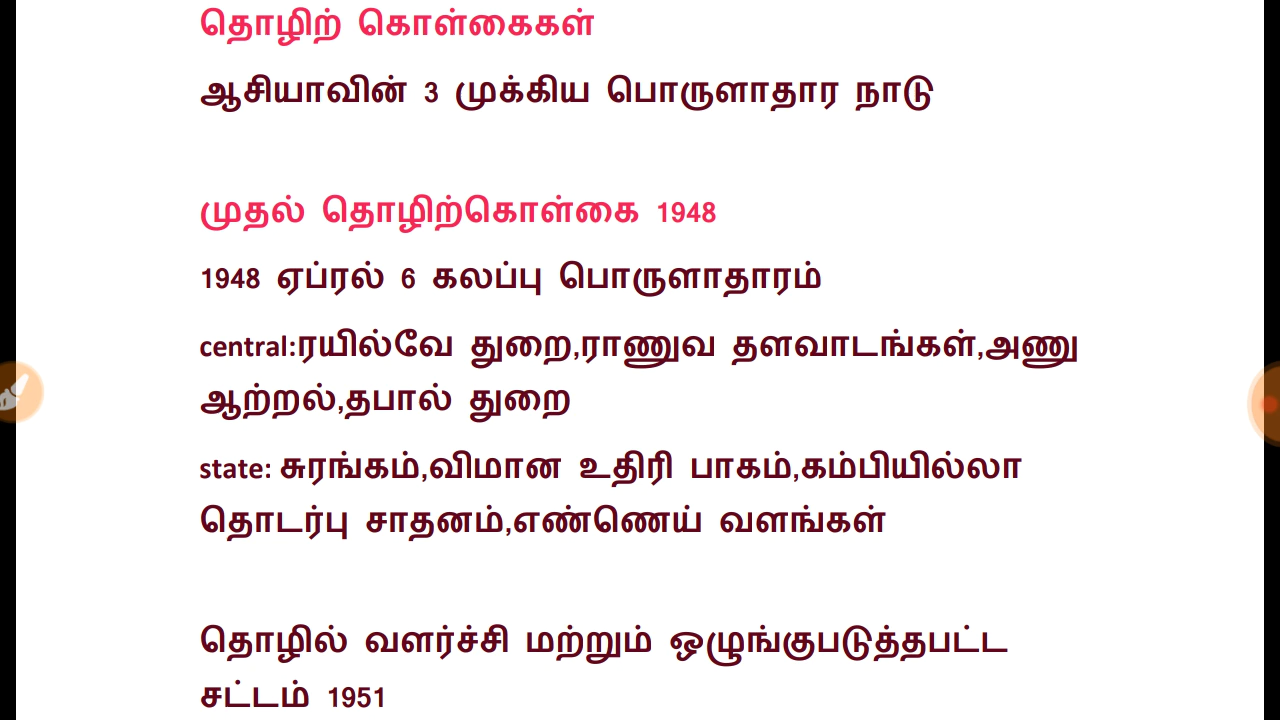 தொழிற் கொள்கைகள்
ஆசியாவின் 3 முக்கிய பொருளாதார நாடு
முதல் தொழிற்கொள்கை 1948
1948 ஏப்ரல் 6 கலப்பு பொருளாதாரம்
central:ரயில்வே துறை,ராணுவ தளவாடங்கள்,அணு
ஆற்றல்,தபால் துறை
state: சுரங்கம்,விமான உதிரி பாகம்,கம்பியில்லா
தொடர்பு சாதனம்,எண்ணெய் வளங்கள்
தொழில் வளர்ச்சி மற்றும் ஒழுங்குபடுத்தபட்ட
சட்டம் 1951